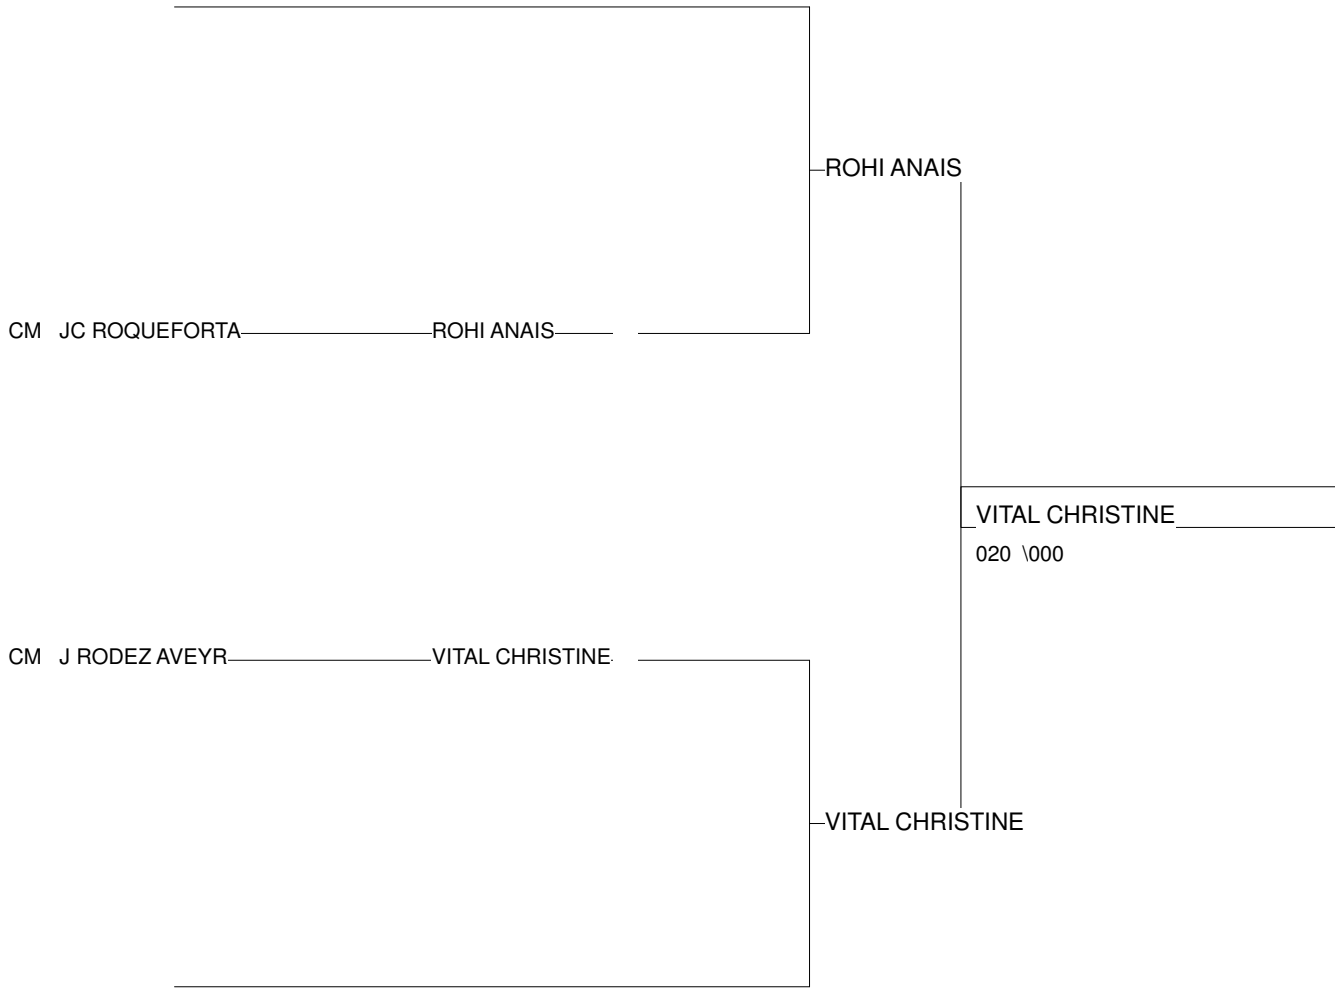 ROHI ANAIS
CM JC ROQUEFORTA ROHI ANAIS
VITAL CHRISTINE
020 \000
CM J RODEZ AVEYR VITAL CHRISTINE
VITAL CHRISTINE